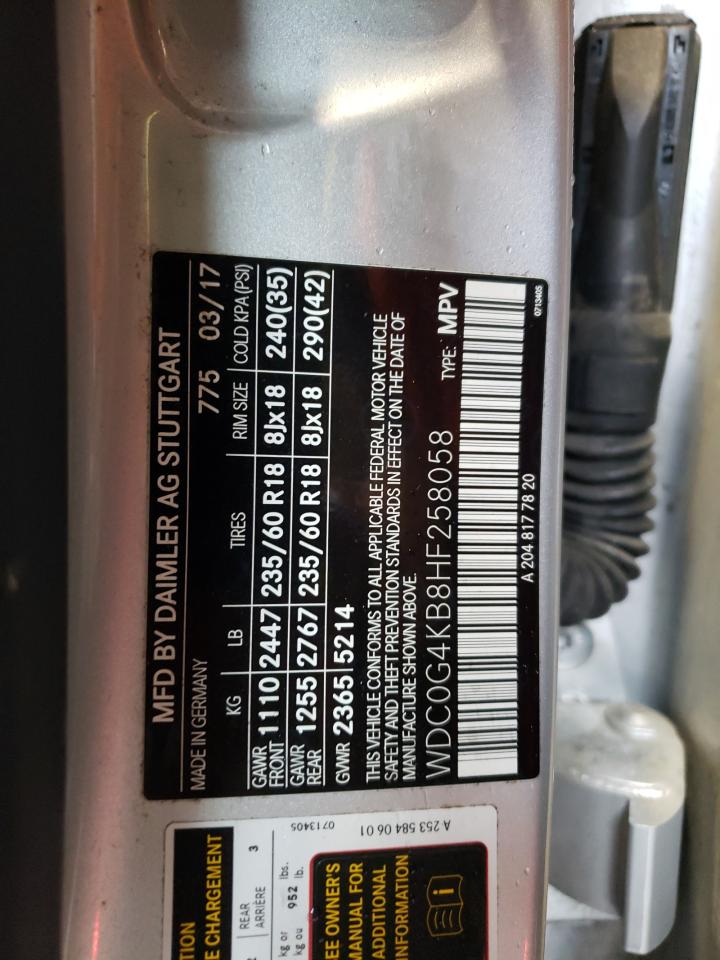 MFD BY DAIMLER AG STUTTGART
MADE IN GERMANY 775 03/17
KG LB TIRES RIM SIZE COLD KPA(PSI)
GAWR FRONT 1110 2447 235/60 R18 8Jx18 240(35)
GAWR REAR 1255 2767 235/60 R18 8Jx18 290(42)
GVWR 2365 5214
THIS VEHICLE CONFORMS TO ALL APPLICABLE FEDERAL MOTOR VEHICLE
SAFETY AND THEFT PREVENTION STANDARDS IN EFFECT ON THE DATE OF
MANUFACTURE SHOWN ABOVE.
WDC0G4KB8HF258058 TYPE: MPV
A 204 817 78 20
0713405
TION
E CHARGEMENT
REAR
ARRIÈRE 3
kg or 952 lbs.
kg ou lb.
EE OWNER'S
MANUAL FOR
ADDITIONAL
INFORMATION
i
0713405
A 253 584 06 01